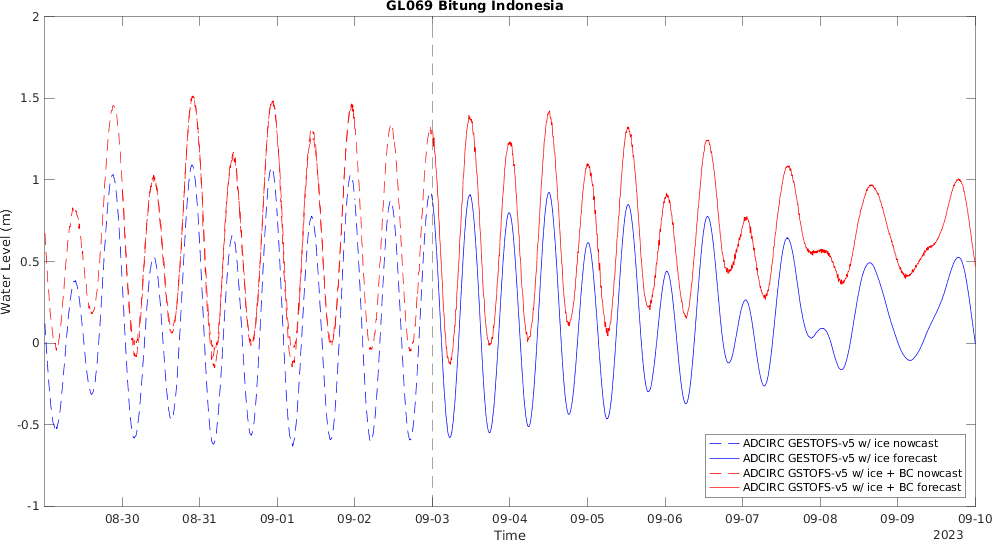 GL069 Bitung Indonesia
2
1.5
1
0.5
0
-0.5
-1
Water Level (m)
08-30 08-31 09-01 09-02 09-03 09-04 09-05 09-06 09-07 09-08 09-09 09-10
Time
2023
ADCIRC GESTOFS-v5 w/ ice nowcast
ADCIRC GESTOFS-v5 w/ ice forecast
ADCIRC GSTOFS-v5 w/ ice + BC nowcast
ADCIRC GSTOFS-v5 w/ ice + BC forecast